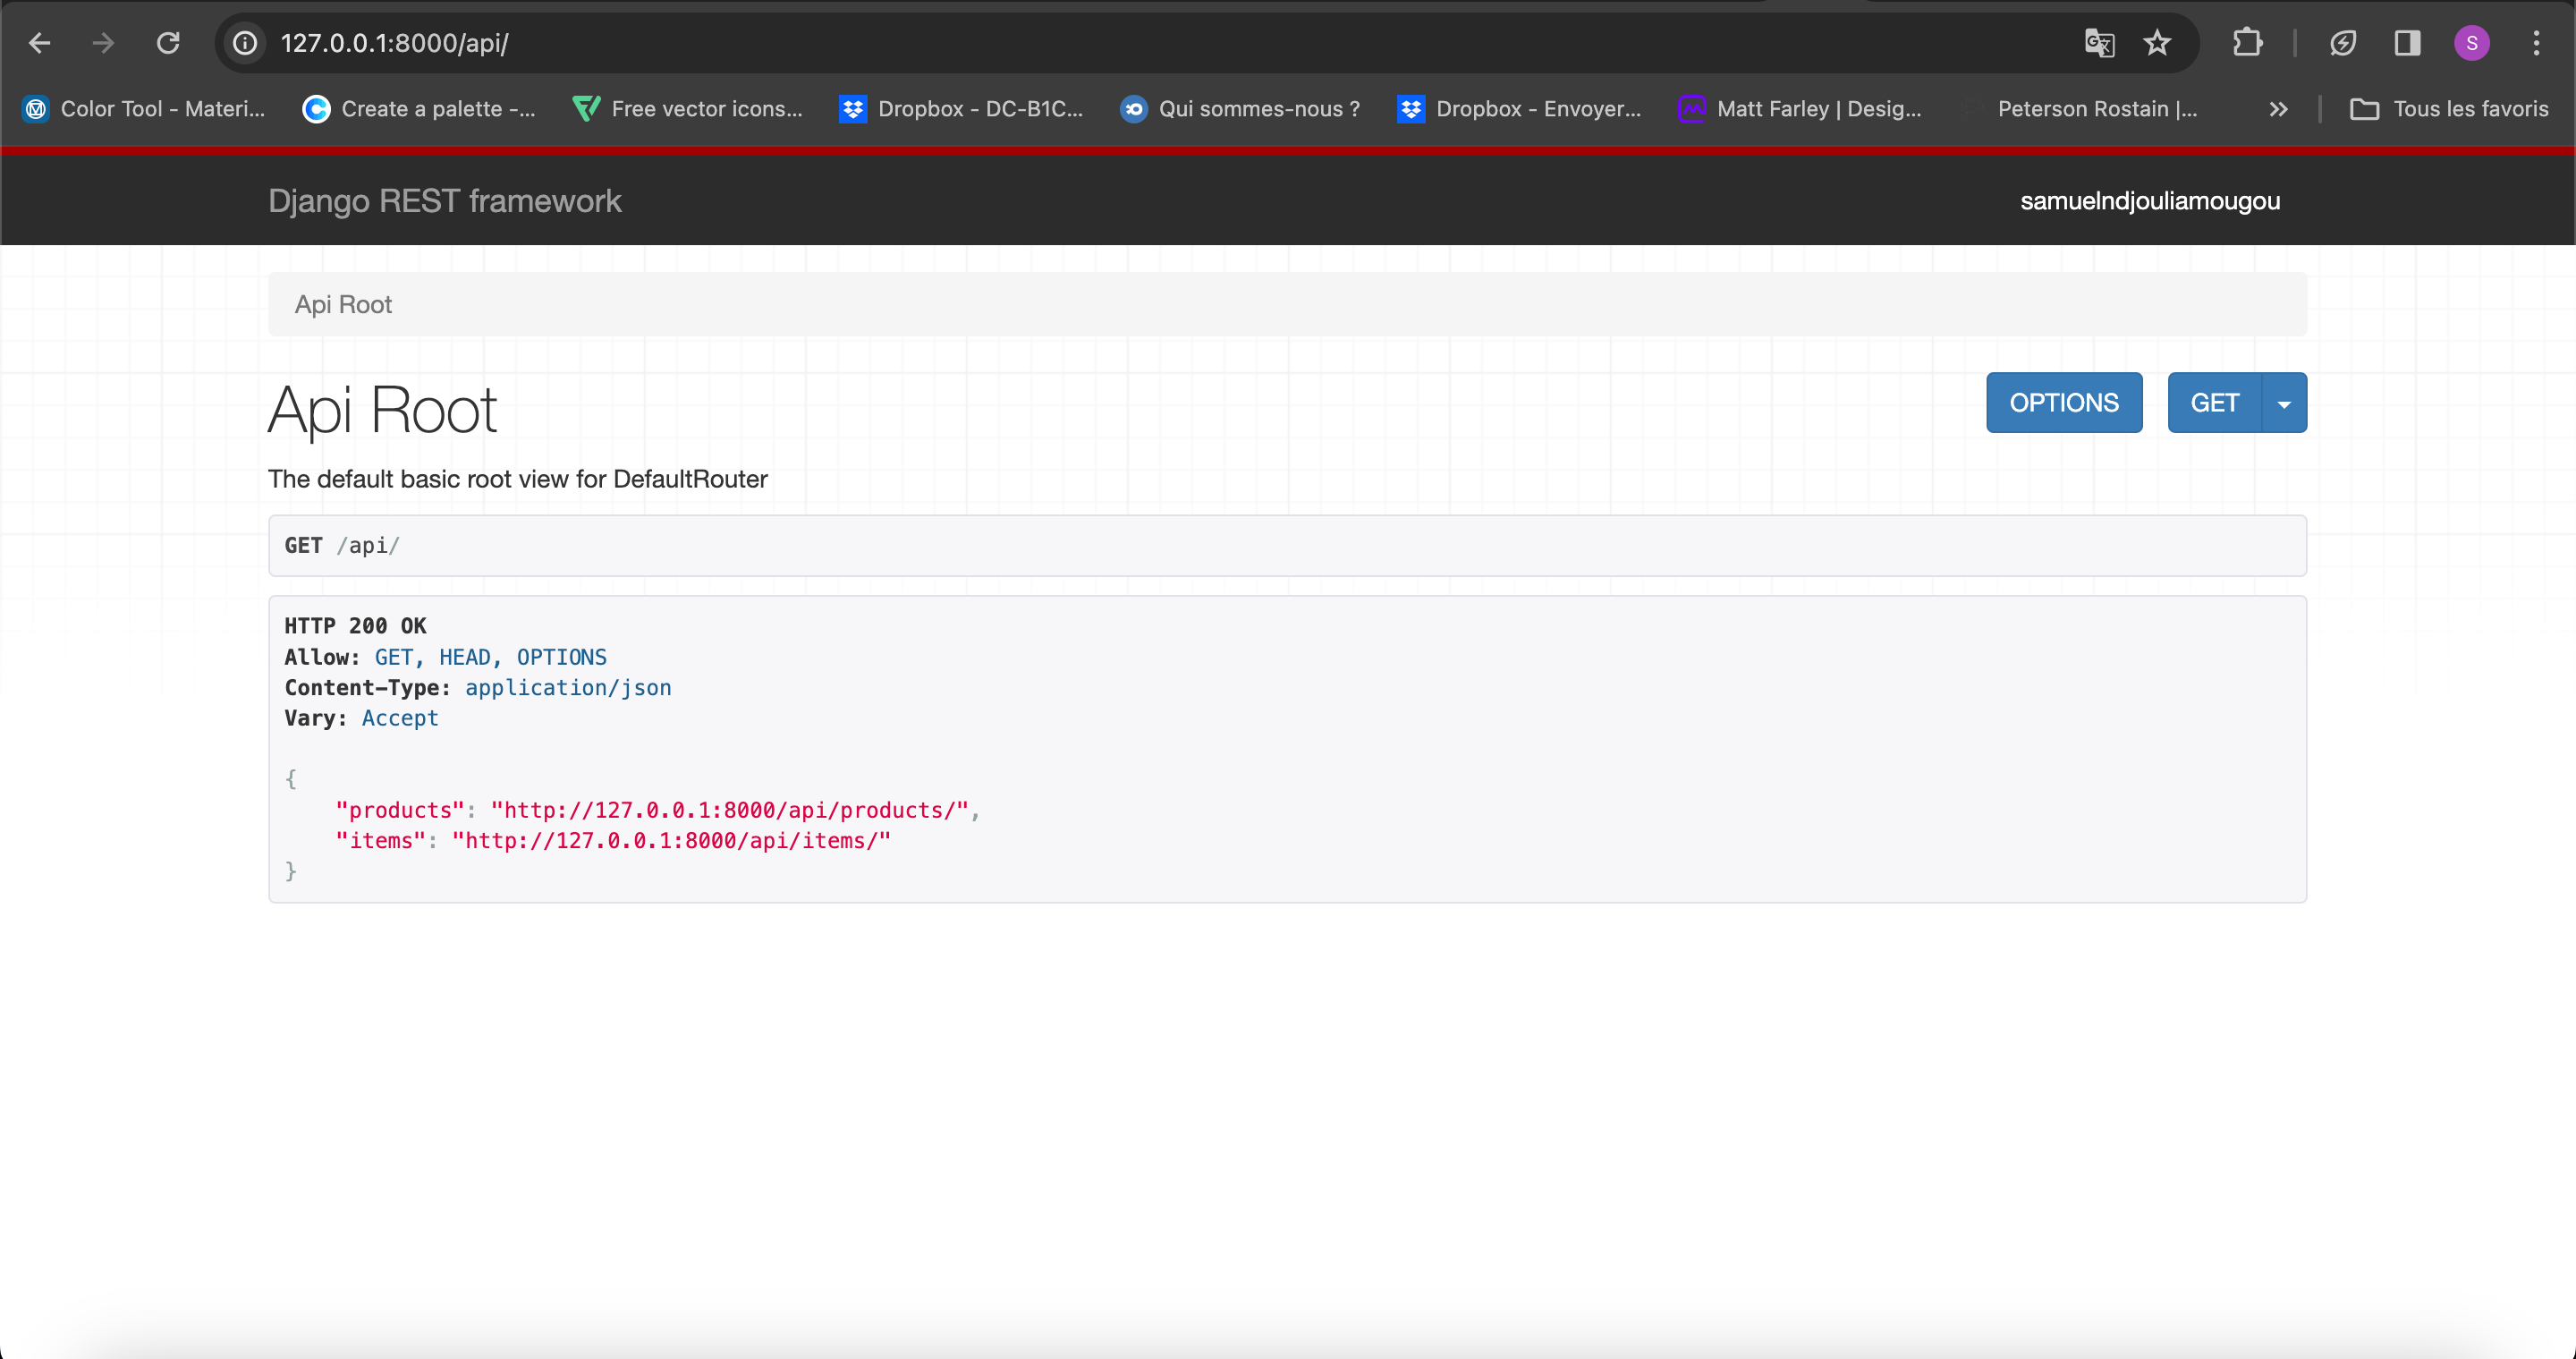 127.0.0.1:8000/api/
S
Color Tool - Materi... Create a palette -... Free vector icons... Dropbox - DC-B1C... Qui sommes-nous ? Dropbox - Envoyer... Matt Farley | Desig... Peterson Rostain |... » Tous les favoris
Django REST framework samuelndjouliamougou
Api Root
Api Root OPTIONS GET
The default basic root view for DefaultRouter
GET /api/
HTTP 200 OK
Allow: GET, HEAD, OPTIONS
Content-Type: application/json
Vary: Accept
{
    "products": "http://127.0.0.1:8000/api/products/",
    "items": "http://127.0.0.1:8000/api/items/"
}